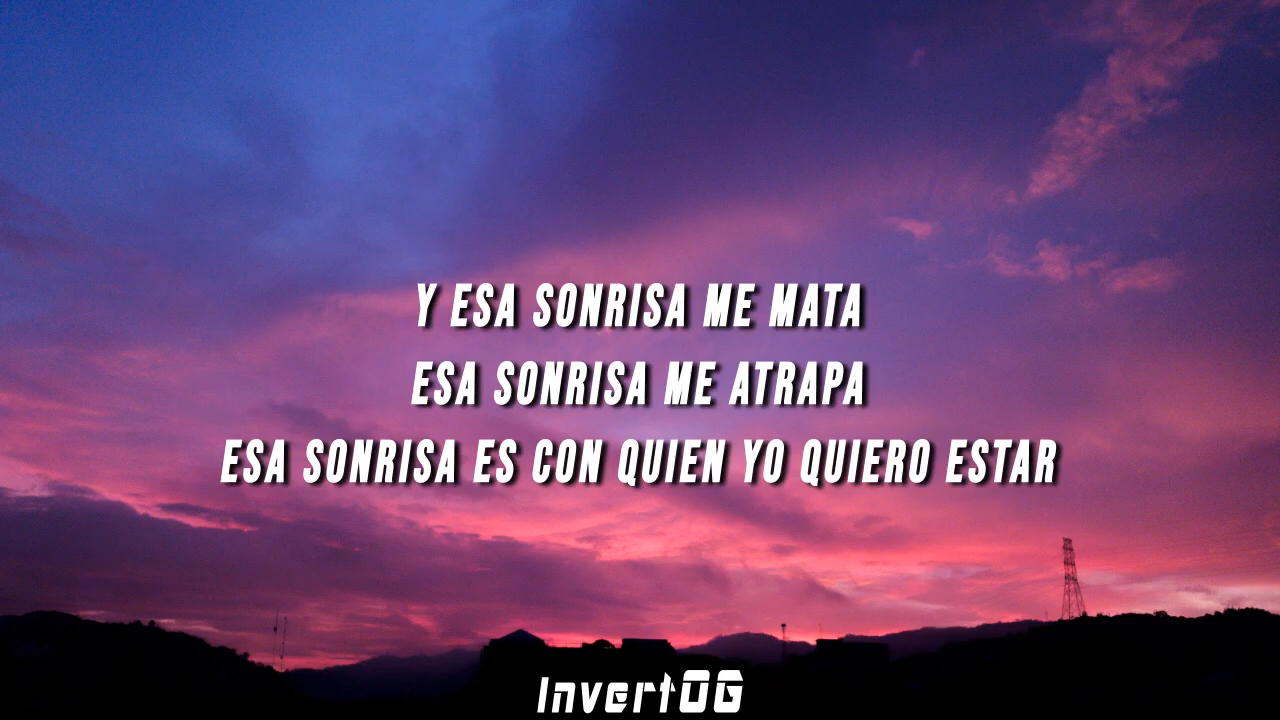 Y ESA SONRISA ME MATA
ESA SONRISA ME ATRAPA
ESA SONRISA ES CON QUIEN YO QUIERO ESTAR
InvertOG